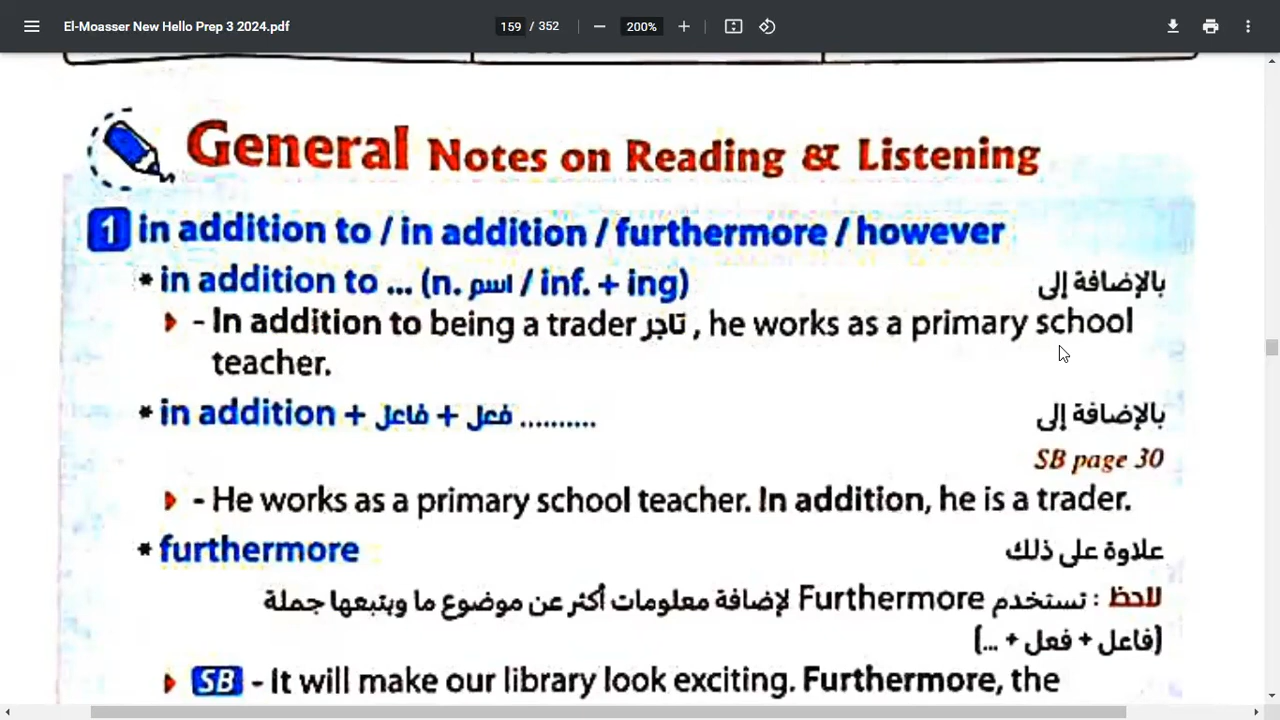 El-Moasser New Hello Prep 3 2024.pdf
159 / 352
200%
General Notes on Reading & Listening
1 in addition to / in addition / furthermore / however
* in addition to ... (n. اسم / inf. + ing) بالإضافة إلى
- In addition to being a trader تاجر , he works as a primary school
teacher.
* in addition + فاعل + فعل .......... بالإضافة إلى
SB page 30
- He works as a primary school teacher. In addition, he is a trader.
* furthermore علاوة على ذلك
لاحظ : تستخدم Furthermore لإضافة معلومات أكثر عن موضوع ما ويتبعها جملة
(فاعل + فعل + ...)
SB - It will make our library look exciting. Furthermore, the